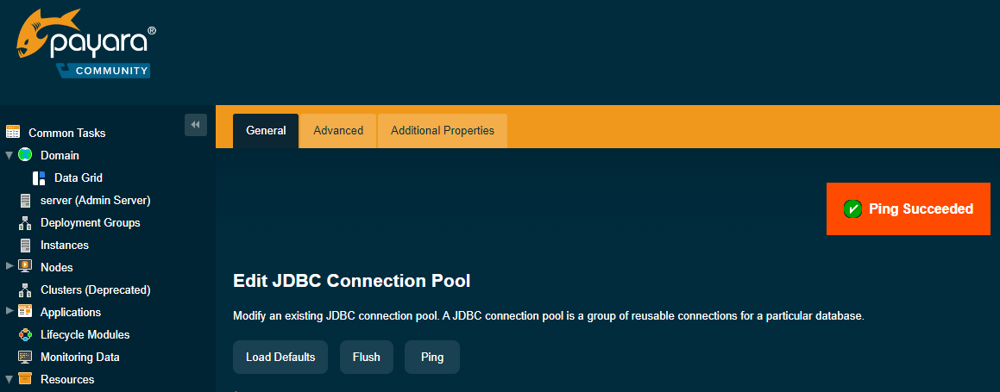 payara®
COMMUNITY
Common Tasks
Domain
Data Grid
server (Admin Server)
Deployment Groups
Instances
Nodes
Clusters (Deprecated)
Applications
Lifecycle Modules
Monitoring Data
Resources
General
Advanced
Additional Properties
Ping Succeeded
Edit JDBC Connection Pool
Modify an existing JDBC connection pool. A JDBC connection pool is a group of reusable connections for a particular database.
Load Defaults
Flush
Ping